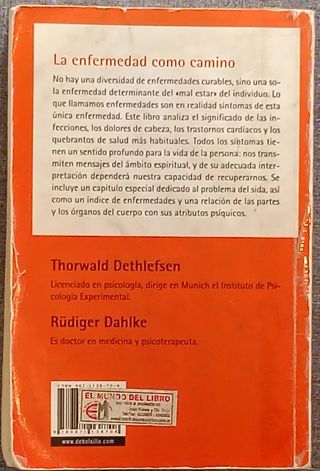 La enfermedad como camino
No hay una diversidad de enfermedades curables, sino una so-
la enfermedad determinante del «mal estar» del individuo. Lo
que llamamos enfermedades son en realidad síntomas de esta
única enfermedad. Este libro analiza el significado de las in-
fecciones, los dolores de cabeza, los trastornos cardíacos y los
quebrantos de salud más habituales. Todos los síntomas tie-
nen un sentido profundo para la vida de la persona: nos trans-
miten mensajes del ámbito espiritual, y de su adecuada inter-
pretación dependerá nuestra capacidad de recuperarnos. Se
incluye un capítulo especial dedicado al problema del sida, así
como un índice de enfermedades y una relación de las partes
y los órganos del cuerpo con sus atributos psíquicos.
Thorwald Dethlefsen
Licenciado en psicología, dirige en Munich el Instituto de Psi-
cología Experimental.
Rüdiger Dahlke
Es doctor en medicina y psicoterapeuta.
EL MUNDO DEL LIBRO
www.debolsillo.com